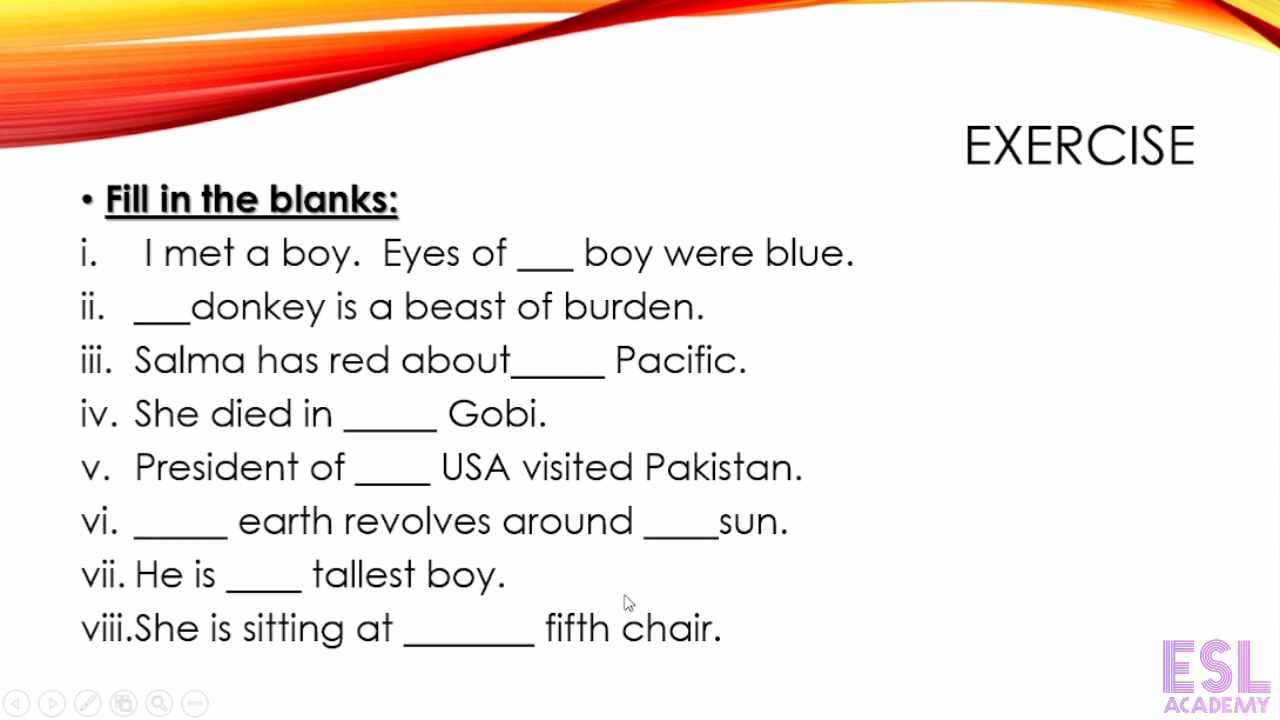 EXERCISE
• Fill in the blanks:
i. I met a boy. Eyes of ___ boy were blue.
ii. ___donkey is a beast of burden.
iii. Salma has red about_____ Pacific.
iv. She died in _____ Gobi.
v. President of ____ USA visited Pakistan.
vi. _____ earth revolves around ____sun.
vii. He is ____ tallest boy.
viii.She is sitting at _______ fifth chair.
ESL
ACADEMY